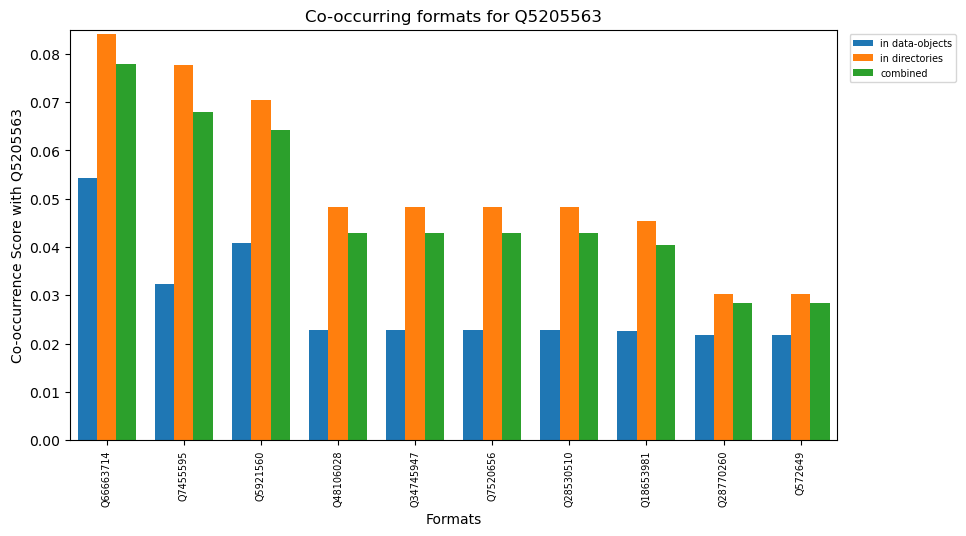 Co-occurring formats for Q5205563
in data-objects
in directories
combined
Co-occurrence Score with Q5205563
0.08
0.07
0.06
0.05
0.04
0.03
0.02
0.01
0.00
Q66663714
Q7455595
Q5921560
Q48106028
Q34745947
Q7520656
Q28530510
Q18653981
Q28770260
Q572649
Formats